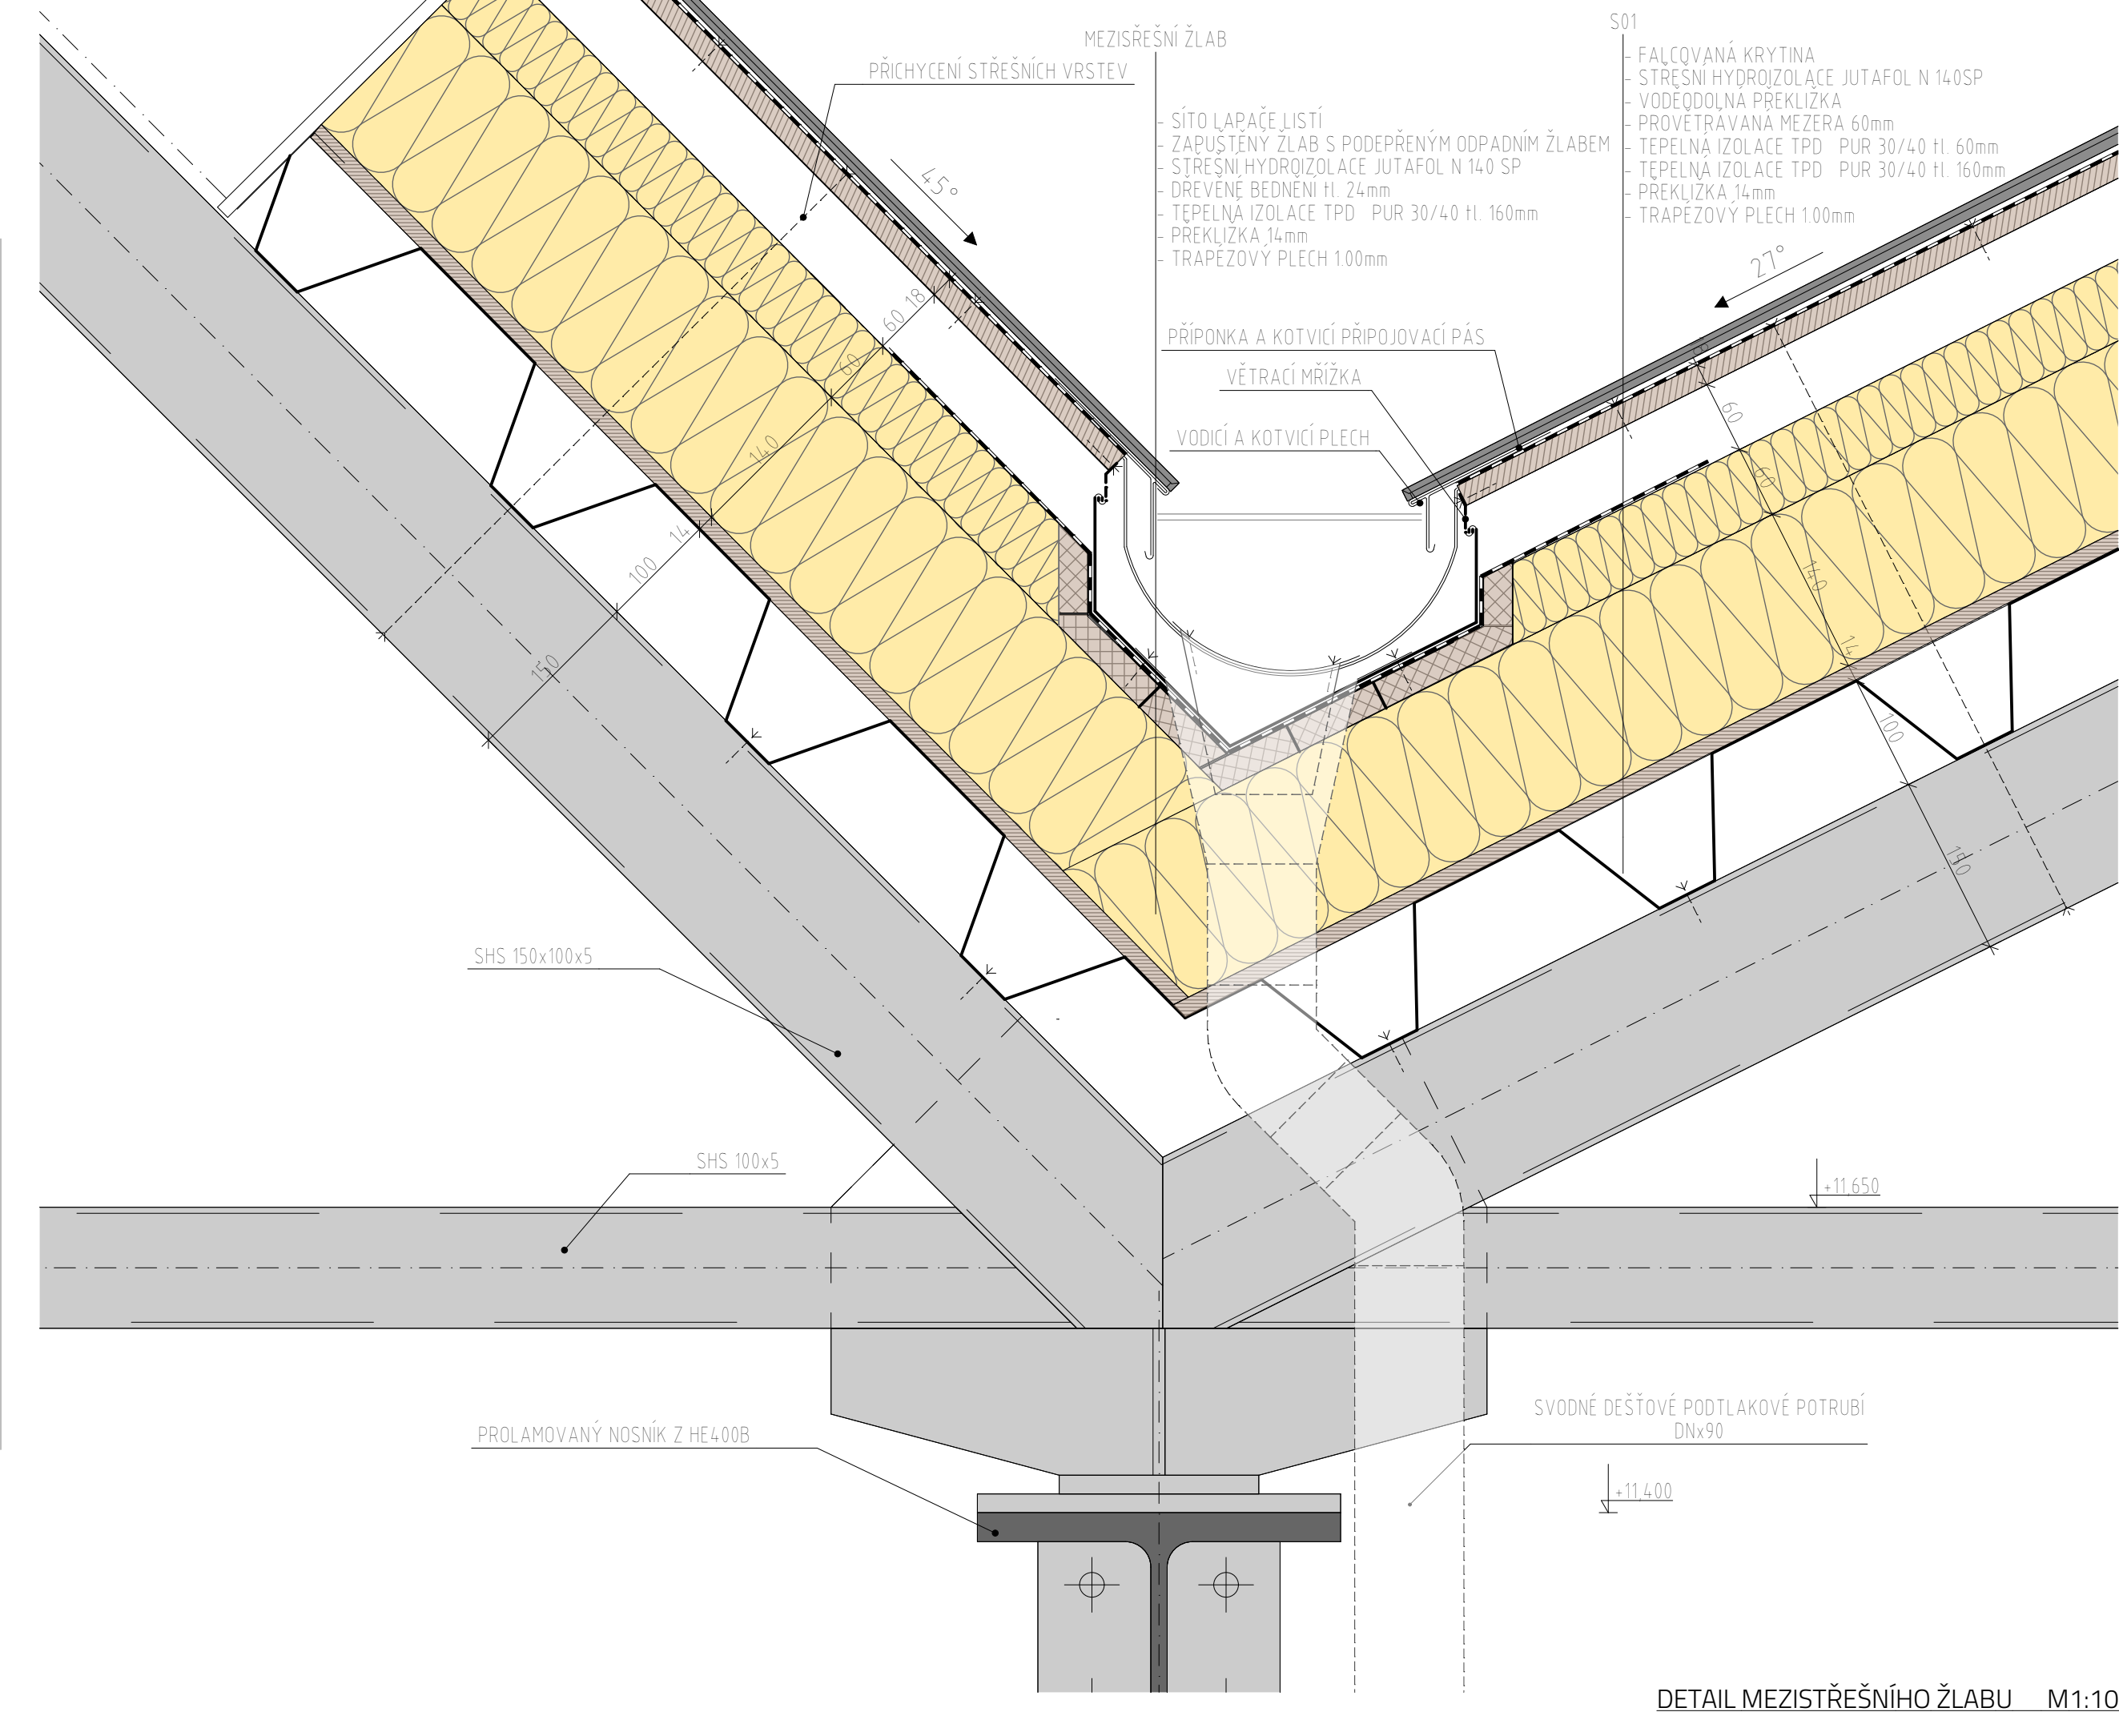 MEZISŘEŠNÍ ŽLAB
PŘICHYCENÍ STŘEŠNÍCH VRSTEV
SÍTO LAPAČE LISTÍ
ZAPUŠTĚNÝ ŽLAB S PODEPŘENÝM ODPADNÍM ŽLABEM
STŘEŠNI HYDROIZOLACE JUTAFOL N 140 SP
DŘEVĚNÉ BEDNĚNÍ tl. 24mm
TEPELNÁ IZOLACE TPD PUR 30/40 tl. 160mm
PŘEKLIŽKA 14mm
TRAPÉZOVÝ PLECH 1.00mm
S01
FALCOVANÁ KRYTINA
STŘEŠNI HYDROIZOLACE JUTAFOL N 140SP
VODĚODOLNÁ PŘEKLIŽKA
PROVĚTRÁVANÁ MEZERA 60mm
TEPELNÁ IZOLACE TPD PUR 30/40 tl. 60mm
TEPELNÁ IZOLACE TPD PUR 30/40 tl. 160mm
PŘEKLIŽKA 14mm
TRAPÉZOVÝ PLECH 1.00mm
45°
27°
PŘÍPONKA A KOTVICÍ PŘIPOJOVACÍ PÁS
VĚTRACÍ MŘÍŽKA
VODICÍ A KOTVICÍ PLECH
18
60
60
140
14
100
150
60
60
140
14
100
150
SHS 150x100x5
SHS 100x5
+11,650
PROLAMOVANÝ NOSNÍK Z HE400B
SVODNÉ DEŠŤOVÉ PODTLAKOVÉ POTRUBÍ
DNx90
+11,400
DETAIL MEZISTŘEŠNÍHO ŽLABU M1:10